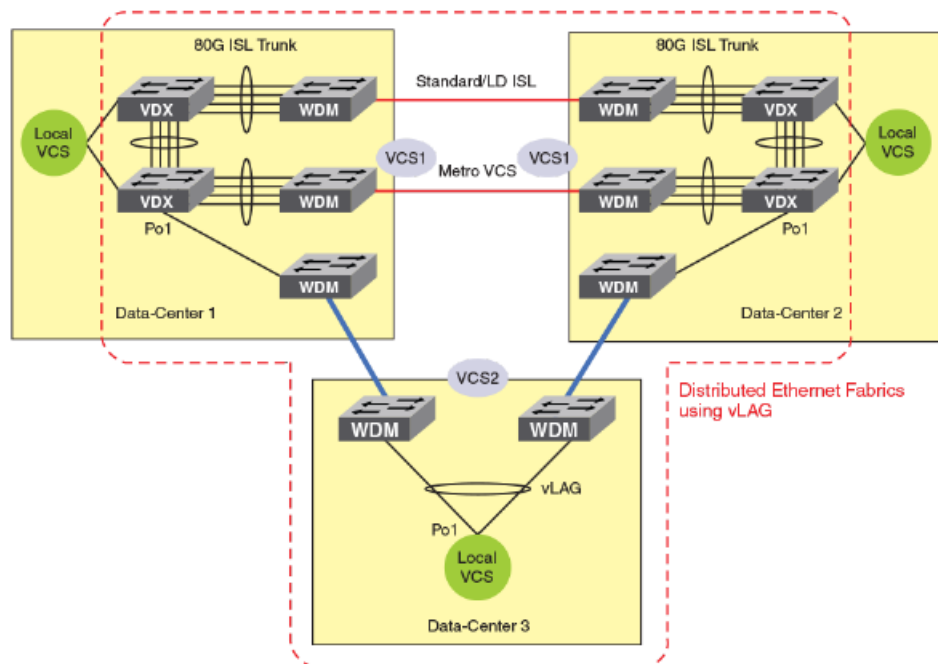 80G ISL Trunk
80G ISL Trunk
Standard/LD ISL
VDX
WDM
WDM
VDX
Local
VCS
Local
VCS
VCS1
VCS1
Metro VCS
VDX
WDM
WDM
VDX
Po1
Po1
WDM
WDM
Data-Center 1
Data-Center 2
VCS2
Distributed Ethernet Fabrics
using vLAG
WDM
WDM
vLAG
Po1
Local
VCS
Data-Center 3